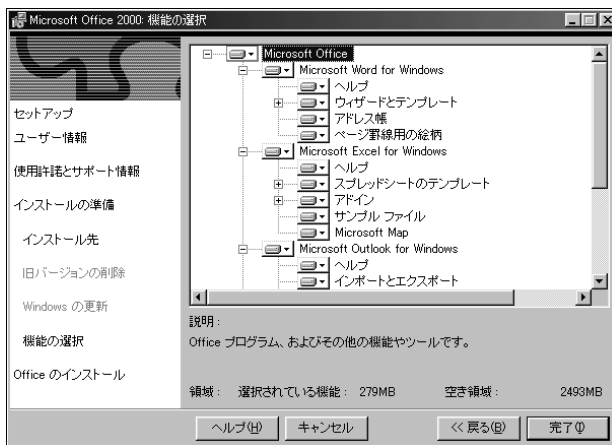 Microsoft Office 2000: 機能の選択
セットアップ
ユーザー情報
使用許諾とサポート情報
インストールの準備
インストール先
旧バージョンの削除
Windows の更新
機能の選択
Office のインストール
Microsoft Office
Microsoft Word for Windows
ヘルプ
ウィザードとテンプレート
アドレス帳
ページ罫線用の絵柄
Microsoft Excel for Windows
ヘルプ
スプレッドシートのテンプレート
アドイン
サンプル ファイル
Microsoft Map
Microsoft Outlook for Windows
ヘルプ
インポートとエクスポート
説明:
Office プログラム、およびその他の機能やツールです。
領域: 選択されている機能: 279MB 空き領域: 2493MB
ヘルプ(H) キャンセル << 戻る(B) 完了(I)